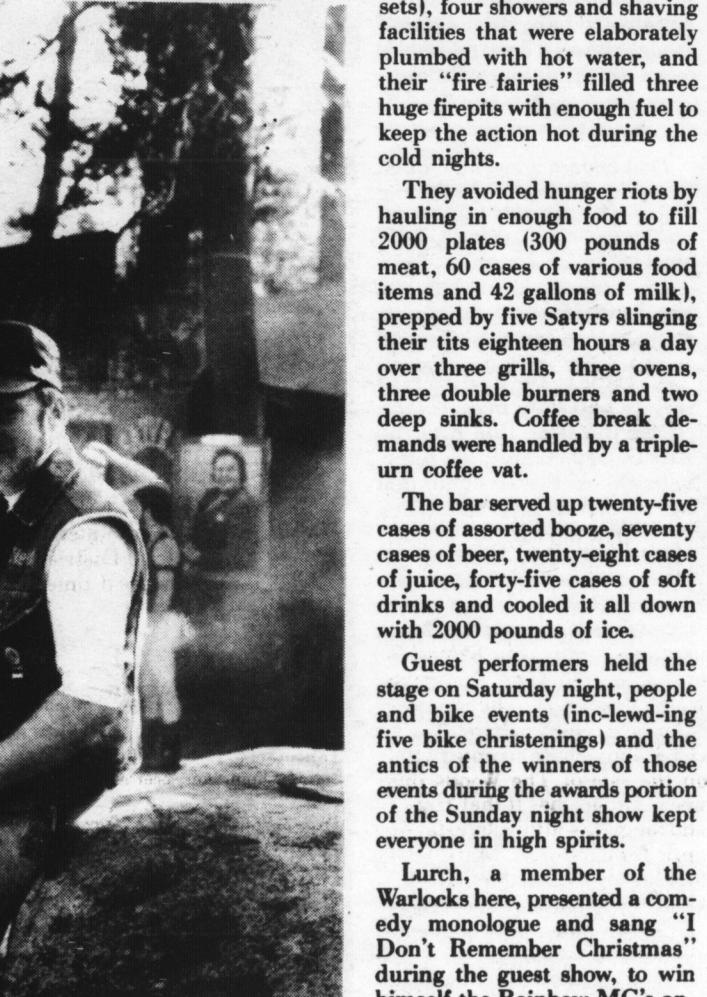 sets), four showers and shaving
facilities that were elaborately
plumbed with hot water, and
their “fire fairies” filled three
huge firepits with enough fuel to
keep the action hot during the
cold nights.
They avoided hunger riots by
hauling in enough food to fill
2000 plates (300 pounds of
meat, 60 cases of various food
items and 42 gallons of milk),
prepped by five Satyrs slinging
their tits eighteen hours a day
over three grills, three ovens,
three double burners and two
deep sinks. Coffee break de-
mands were handled by a triple-
urn coffee vat.
The bar served up twenty-five
cases of assorted booze, seventy
cases of beer, twenty-eight cases
of juice, forty-five cases of soft
drinks and cooled it all down
with 2000 pounds of ice.
Guest performers held the
stage on Saturday night, people
and bike events (inc-lewd-ing
five bike christenings) and the
antics of the winners of those
events during the awards portion
of the Sunday night show kept
everyone in high spirits.
Lurch, a member of the
Warlocks here, presented a com-
edy monologue and sang “I
Don't Remember Christmas”
during the guest show, to win
himself the Rainbow MC's